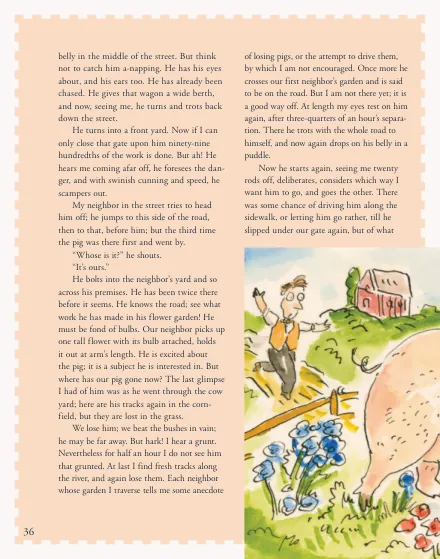 belly in the middle of the street. But think
not to catch him a-napping. He has his eyes
about, and his ears too. He has already been
chased. He gives that wagon a wide berth,
and now, seeing me, he turns and trots back
down the street.
He turns into a front yard. Now if I can
only close that gate upon him ninety-nine
hundredths of the work is done. But ah! He
hears me coming afar off, he foresees the dan-
ger, and with swinish cunning and speed, he
scampers out.
My neighbor in the street tries to head
him off; he jumps to this side of the road,
then to that, before him; but the third time
the pig was there first and went by.
"Whose is it?" he shouts.
"It's ours."
He bolts into the neighbor's yard and so
across his premises. He has been twice there
before it seems. He knows the road; see what
work he has made in his flower garden! He
must be fond of bulbs. Our neighbor picks up
one tall flower with its bulb attached, holds
it out at arm's length. He is excited about
the pig; it is a subject he is interested in. But
where has our pig gone now? The last glimpse
I had of him was as he went through the cow
yard; here are his tracks again in the corn-
field, but they are lost in the grass.
We lose him; we beat the bushes in vain;
he may be far away. But hark! I hear a grunt.
Nevertheless for half an hour I do not see him
that grunted. At last I find fresh tracks along
the river, and again lose them. Each neighbor
whose garden I traverse tells me some anecdote
of losing pigs, or the attempt to drive them,
by which I am not encouraged. Once more he
crosses our first neighbor's garden and is said
to be on the road. But I am not there yet; it is
a good way off. At length my eyes rest on him
again, after three-quarters of an hour's separa-
tion. There he trots with the whole road to
himself, and now again drops on his belly in a
puddle.
Now he starts again, seeing me twenty
rods off, deliberates, considers which way I
want him to go, and goes the other. There
was some chance of driving him along the
sidewalk, or letting him go rather, till he
slipped under our gate again, but of what
36